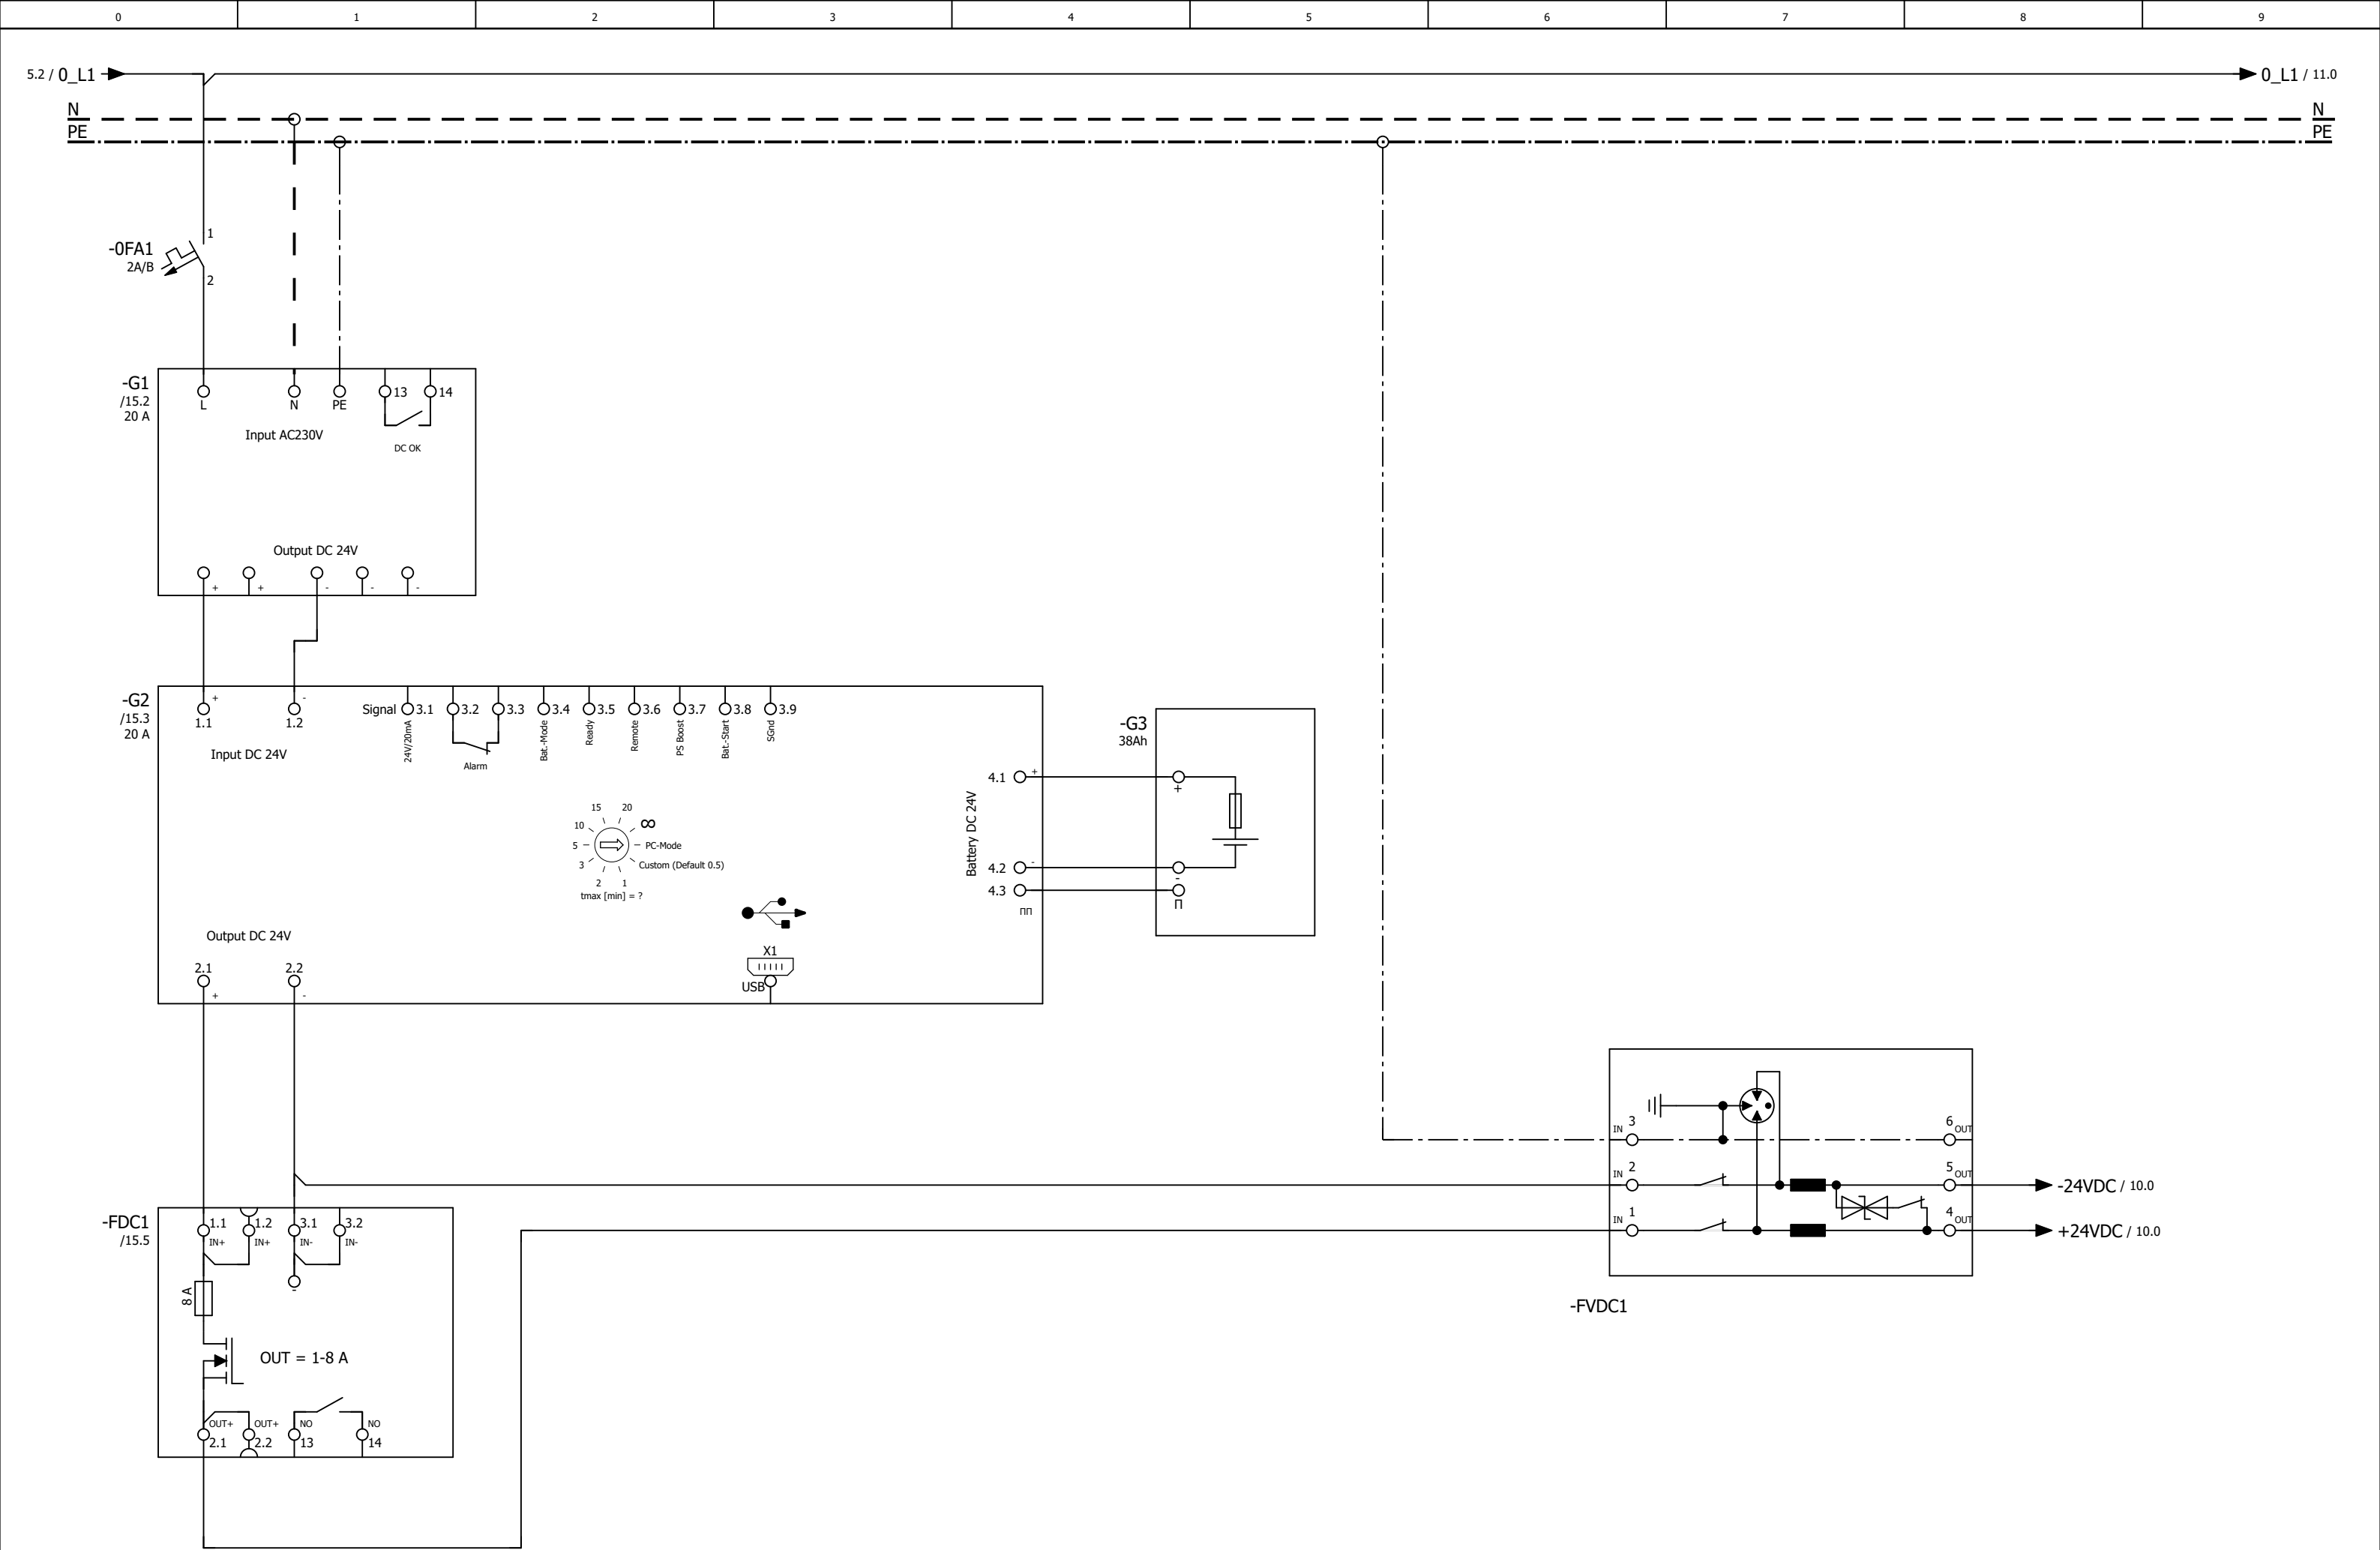 0 1 2 3 4 5 6 7 8 9
5.2 / 0_L1
0_L1 / 11.0
N
N
PE
PE
-0FA1
2A/B
1
2
-G1
/15.2
20 A
L N PE 13 14
Input AC230V
DC OK
Output DC 24V
+ + - - -
-G2
/15.3
20 A
+ -
1.1 1.2
Signal 3.1 3.2 3.3 3.4 3.5 3.6 3.7 3.8 3.9
24V/20mA
Alarm
Bat.-Mode
Ready
Remote
PS Boost
Bat.-Start
SGnd
Input DC 24V
15 20
10 ∞
5 PC-Mode
3 Custom (Default 0.5)
2 1
tmax [min] = ?
Battery DC 24V
4.1 +
4.2 -
4.3
ΠΠ
-G3
38Ah
+
-
Π
Output DC 24V
2.1 2.2
+ -
X1
USB
-FDC1
/15.5
1.1 1.2 3.1 3.2
IN+ IN+ IN- IN-
-
8 A
OUT = 1-8 A
OUT+ OUT+ NO NO
2.1 2.2 13 14
IN 3
6 OUT
IN 2
5 OUT
-24VDC / 10.0
IN 1
4 OUT
+24VDC / 10.0
-FVDC1